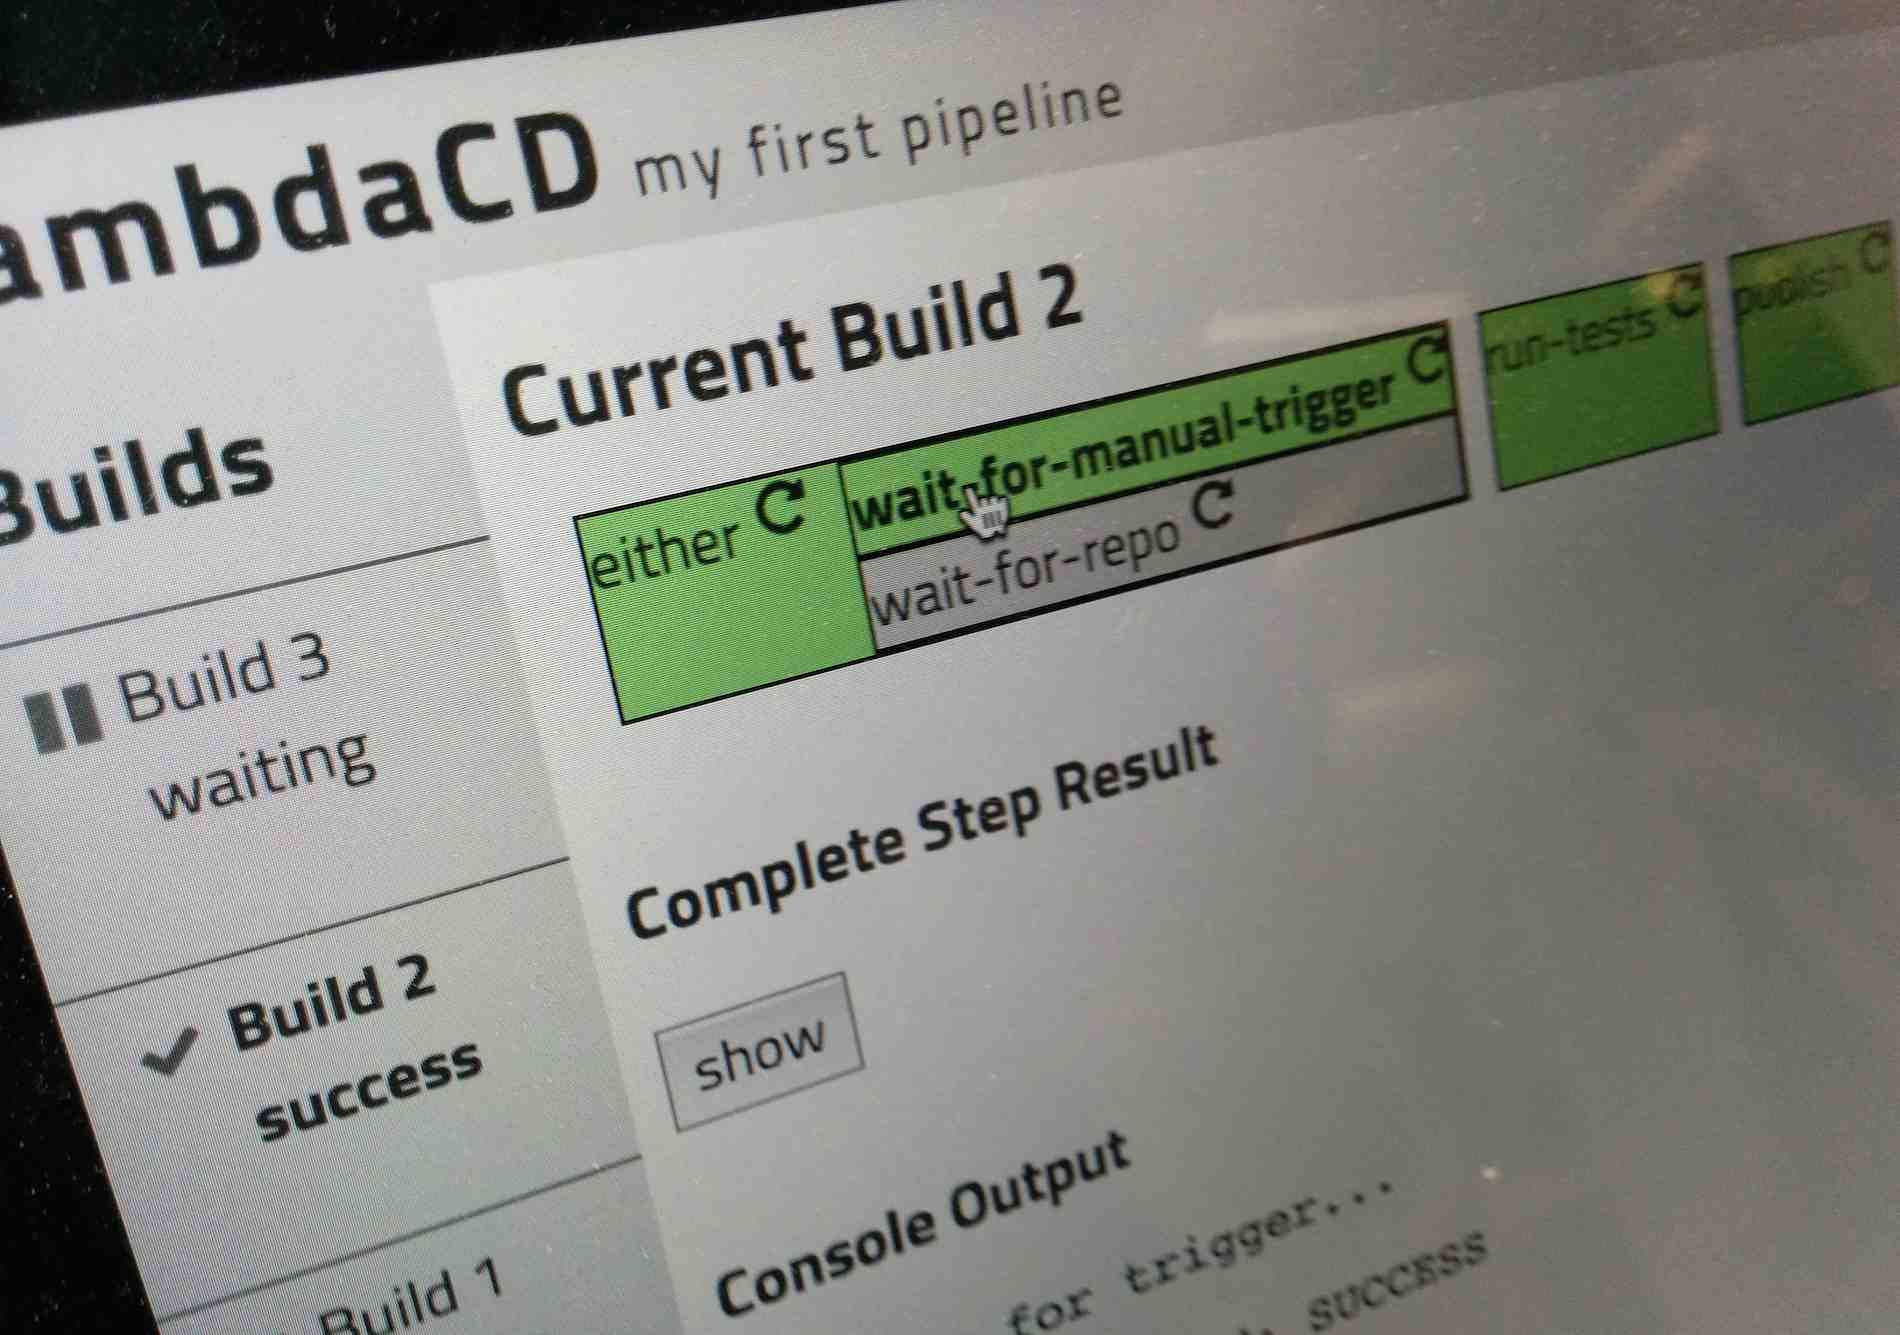 ambdaCD my first pipeline
Builds
Build 3
waiting
Build 2
success
Build 1
Current Build 2
either
wait-for-manual-trigger
wait-for-repo
run-tests
publish
Complete Step Result
show
Console Output
for trigger...
SUCCESS